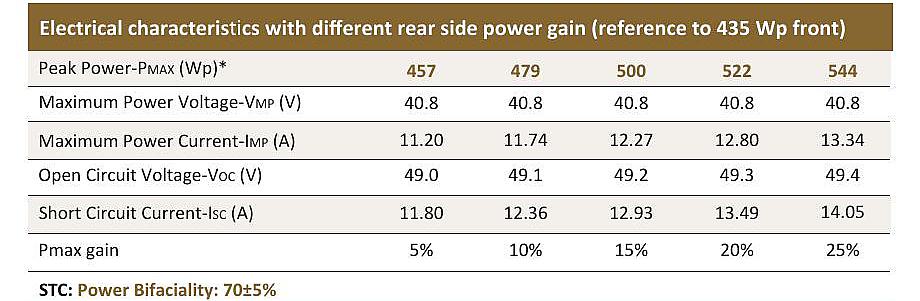 Electrical characteristics with different rear side power gain (reference to 435 Wp front)
Peak Power-PMAX (Wp)* 457 479 500 522 544
Maximum Power Voltage-VMP (V) 40.8 40.8 40.8 40.8 40.8
Maximum Power Current-IMP (A) 11.20 11.74 12.27 12.80 13.34
Open Circuit Voltage-VOC (V) 49.0 49.1 49.2 49.3 49.4
Short Circuit Current-ISC (A) 11.80 12.36 12.93 13.49 14.05
Pmax gain 5% 10% 15% 20% 25%
STC: Power Bifaciality: 70±5%